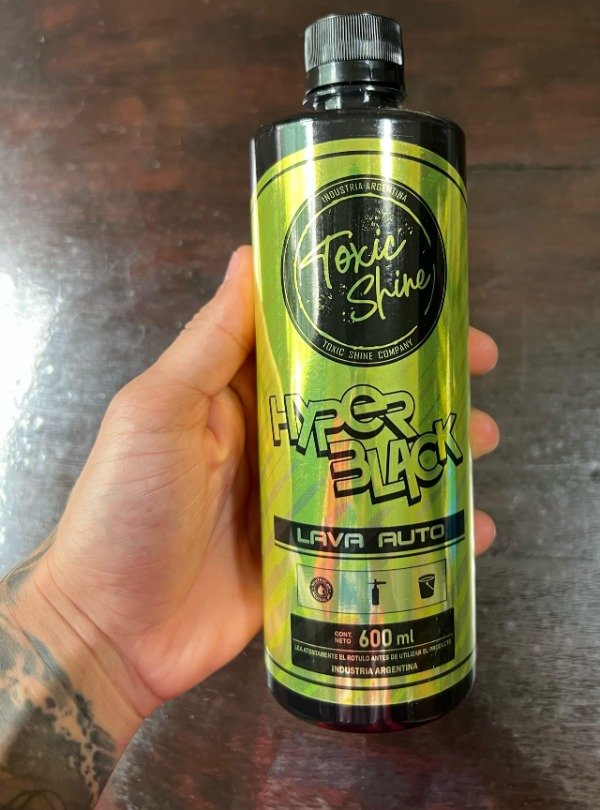 INDUSTRIA ARGENTINA
Toxic
Shine
TOXIC SHINE COMPANY
HYPER
BLACK
LAVA AUTO
CONT. NETO 600 ml
LEA ATENTAMENTE EL ROTULO ANTES DE UTILIZAR EL PRODUCTO
INDUSTRIA ARGENTINA